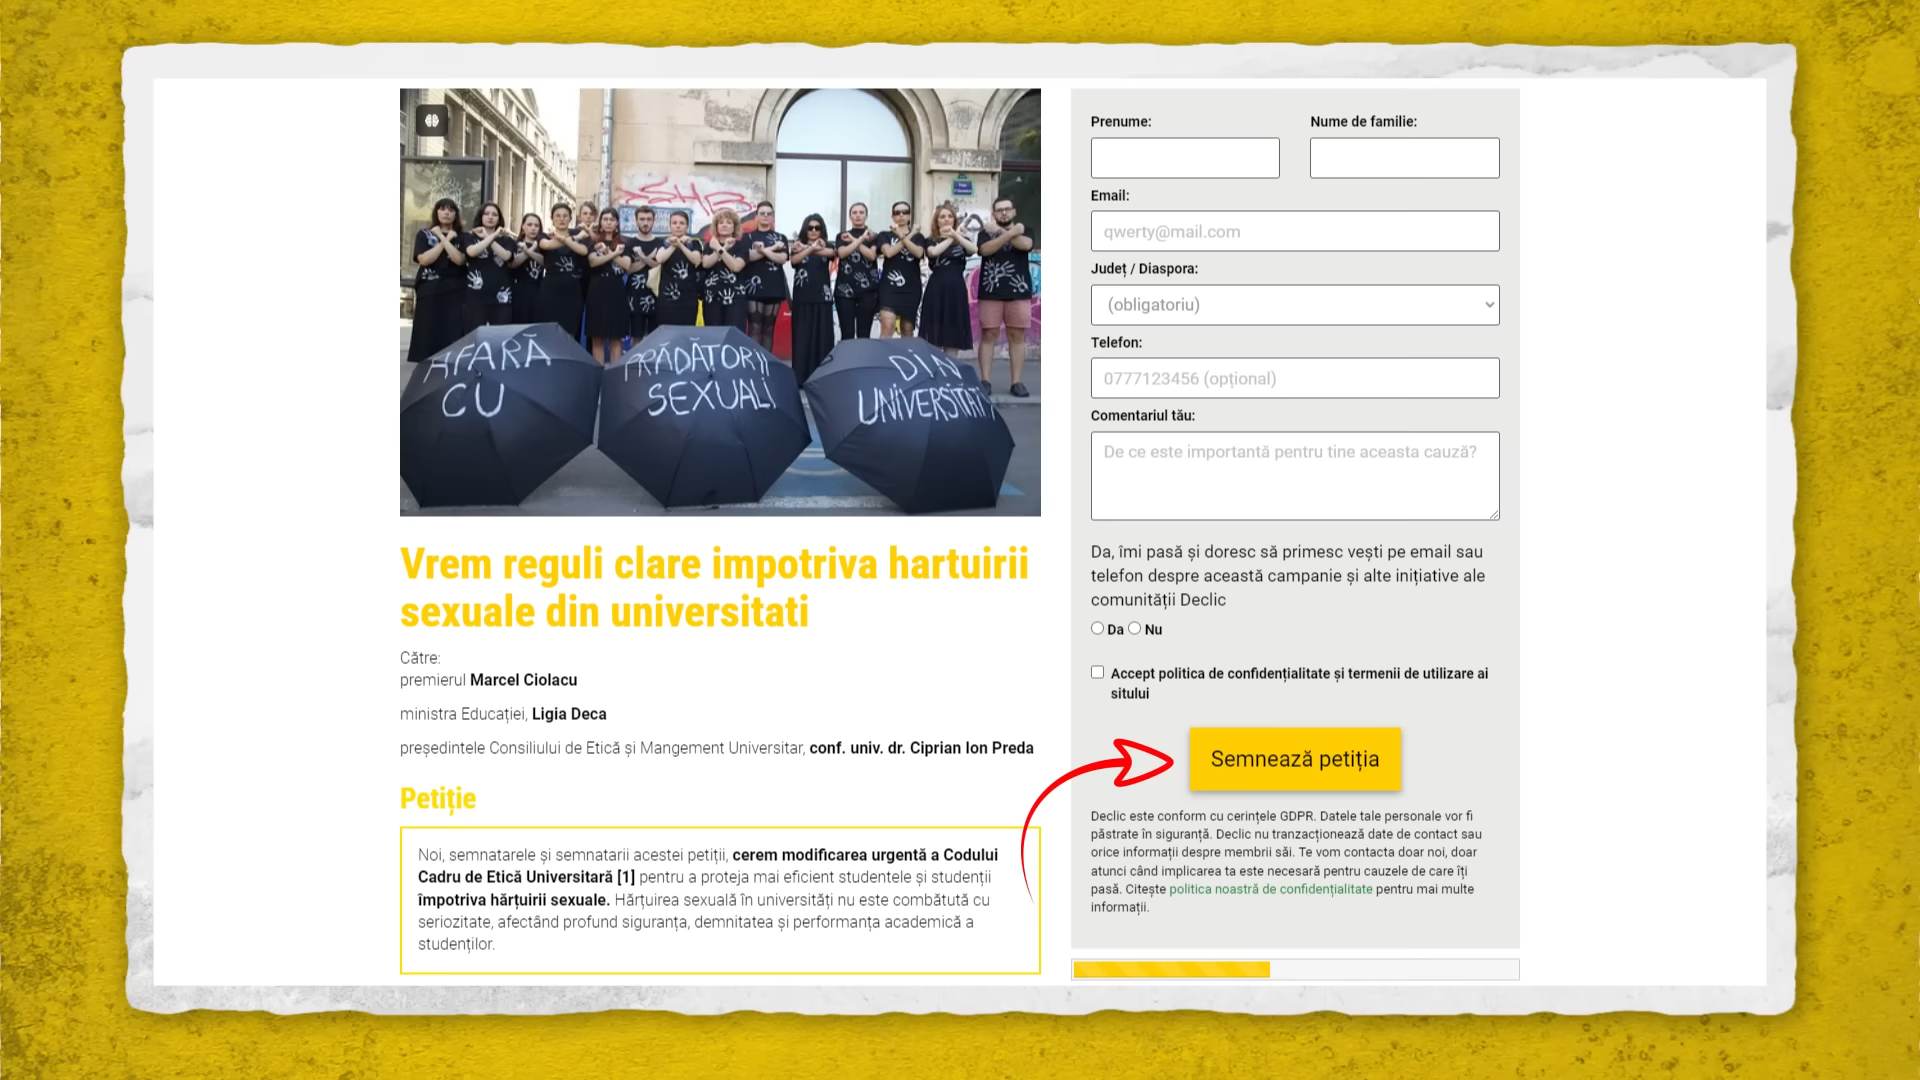 AFARĂ
CU
PRĂDĂTORII
SEXUALI
DIN
UNIVERSITATI
Vrem reguli clare impotriva hartuirii
sexuale din universitati
Către:
premierul Marcel Ciolacu
ministra Educației, Ligia Deca
președintele Consiliului de Etică și Mangement Universitar, conf. univ. dr. Ciprian Ion Preda
Petiție
Noi, semnatarele și semnatarii acestei petiții, cerem modificarea urgentă a Codului
Cadru de Etică Universitară [1] pentru a proteja mai eficient studentele și studenții
împotriva hărțuirii sexuale. Hărțuirea sexuală în universități nu este combătută cu
seriozitate, afectând profund siguranța, demnitatea și performanța academică a
studenților.
Prenume: Nume de familie:
Email:
qwerty@mail.com
Județ / Diaspora:
(obligatoriu)
Telefon:
0777123456 (opțional)
Comentariul tău:
De ce este importantă pentru tine aceasta cauză?
Da, îmi pasă și doresc să primesc vești pe email sau
telefon despre această campanie și alte inițiative ale
comunității Declic
Da Nu
Accept politica de confidențialitate și termenii de utilizare ai
sitului
Semnează petiția
Declic este conform cu cerințele GDPR. Datele tale personale vor fi
păstrate în siguranță. Declic nu tranzacționează date de contact sau
orice informații despre membrii săi. Te vom contacta doar noi, doar
atunci când implicarea ta este necesară pentru cauzele de care îți
pasă. Citește politica noastră de confidențialitate pentru mai multe
informații.